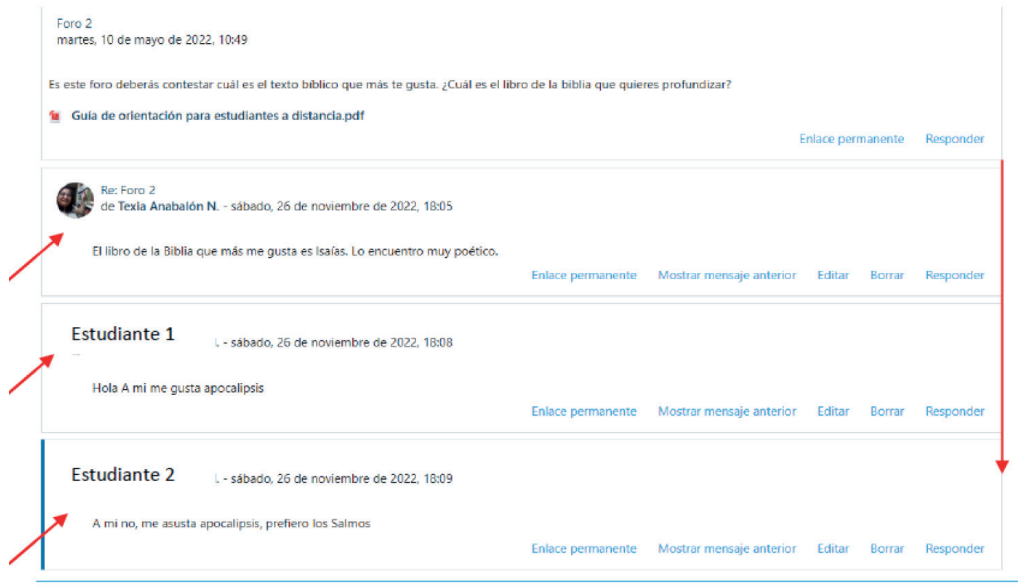 Foro 2
martes, 10 de mayo de 2022, 10:49
Es este foro deberás contestar cuál es el texto bíblico que más te gusta. ¿Cuál es el libro de la biblia que quieres profundizar?
Guía de orientación para estudiantes a distancia.pdf
Enlace permanente Responder
Re: Foro 2
de Texia Anabalón N. - sábado, 26 de noviembre de 2022, 18:05
El libro de la Biblia que más me gusta es Isaías. Lo encuentro muy poético.
Enlace permanente Mostrar mensaje anterior Editar Borrar Responder
Estudiante 1 . - sábado, 26 de noviembre de 2022, 18:08
Hola A mi me gusta apocalipsis
Enlace permanente Mostrar mensaje anterior Editar Borrar Responder
Estudiante 2 . - sábado, 26 de noviembre de 2022, 18:09
A mi no, me asusta apocalipsis, prefiero los Salmos
Enlace permanente Mostrar mensaje anterior Editar Borrar Responder